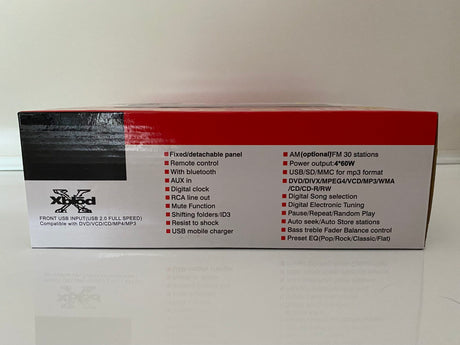 Xplod
FRONT USB INPUT(USB 2.0 FULL SPEED)
Compatible with DVD/VCD/CD/MP4/MP3
Fixed/detachable panel
Remote control
With bluetooth
AUX in
Digital clock
RCA line out
Mute Function
Shifting folders/ID3
Resist to shock
USB mobile charger
AM(optional)FM 30 stations
Power output:4*60W
USB/SD/MMC for mp3 format
DVD/DIVX/MPEG4/VCD/MP3/WMA
/CD/CD-R/RW
Digital Song selection
Digital Electronic Tuning
Pause/Repeat/Random Play
Auto seek/Auto Store stations
Bass treble Fader Balance control
Preset EQ(Pop/Rock/Classic/Flat)